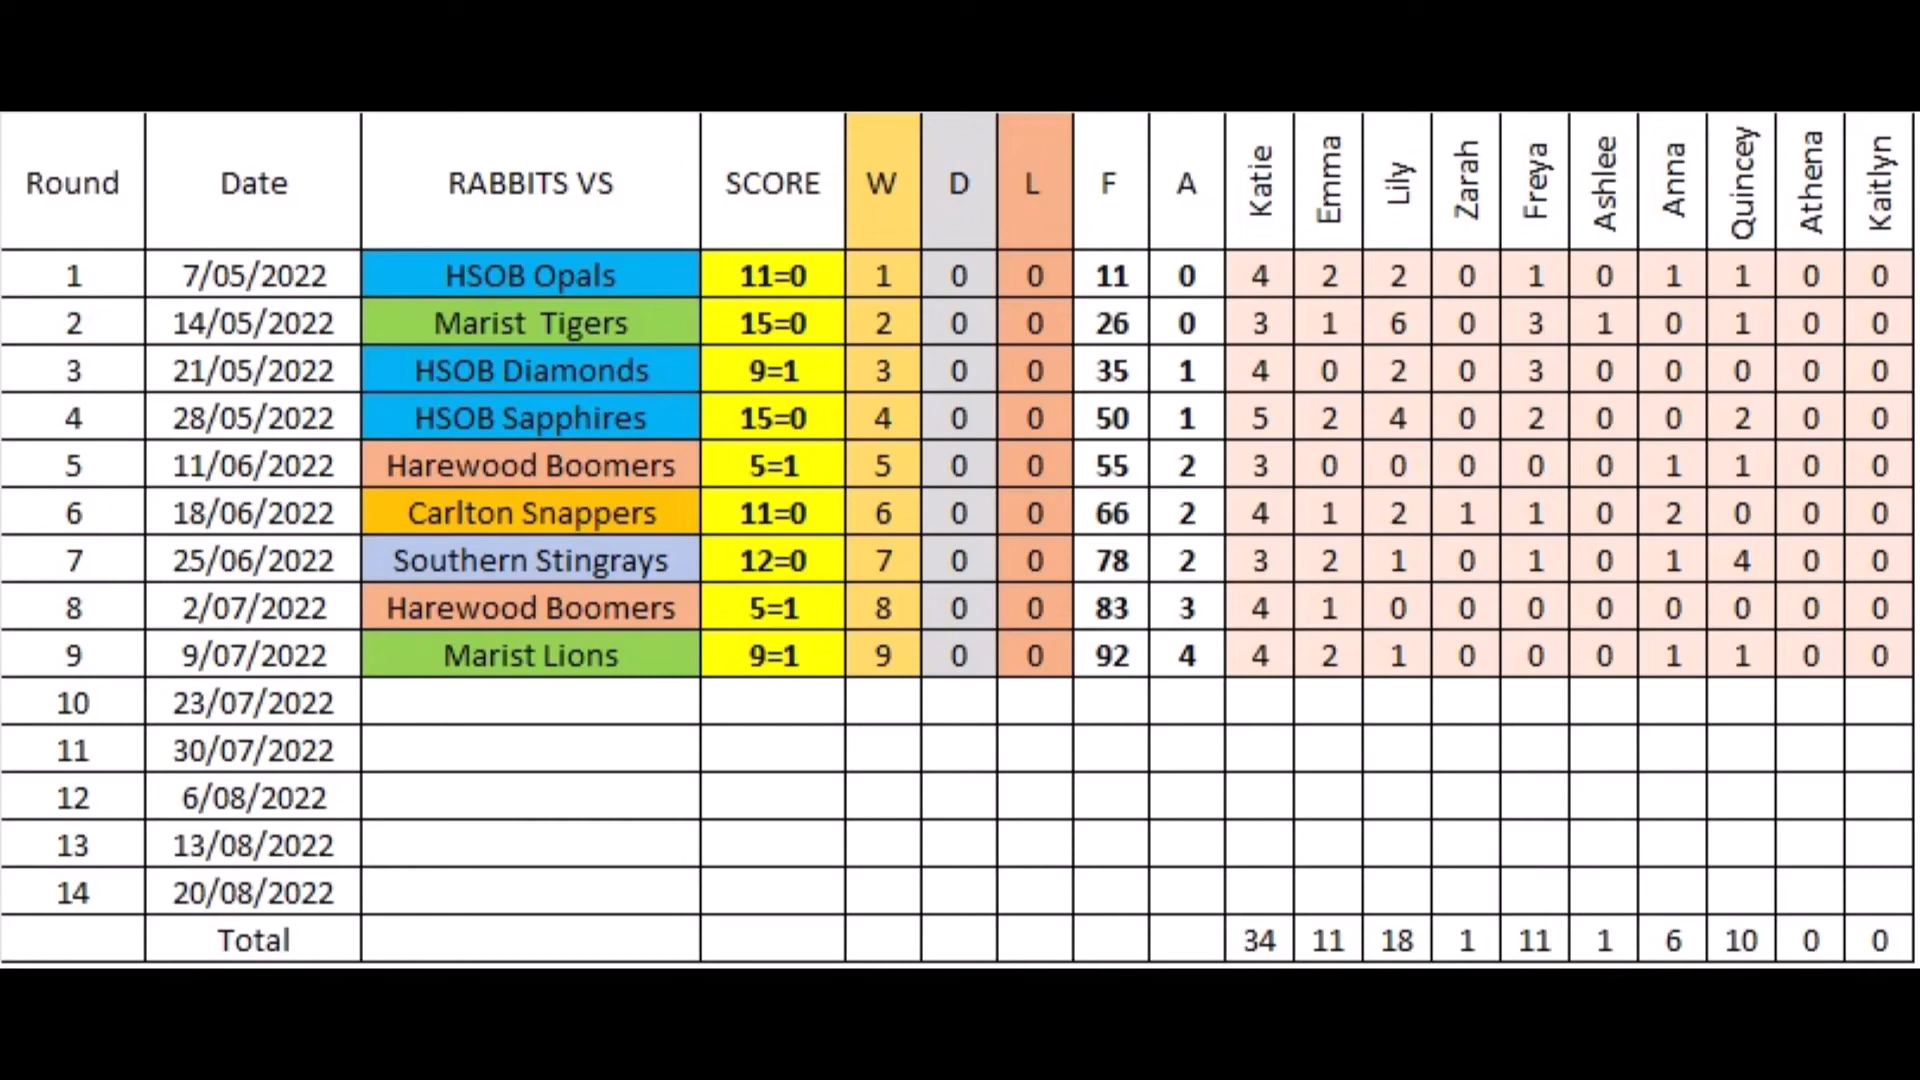 Round Date RABBITS VS SCORE W D L F A Katie Emma Lily Zarah Freya Ashlee Anna Quincey Athena Kaitlyn
1 7/05/2022 HSOB Opals 11=0 1 0 0 11 0 4 2 2 0 1 0 1 1 0 0
2 14/05/2022 Marist Tigers 15=0 2 0 0 26 0 3 1 6 0 3 1 0 1 0 0
3 21/05/2022 HSOB Diamonds 9=1 3 0 0 35 1 4 0 2 0 3 0 0 0 0 0
4 28/05/2022 HSOB Sapphires 15=0 4 0 0 50 1 5 2 4 0 2 0 0 2 0 0
5 11/06/2022 Harewood Boomers 5=1 5 0 0 55 2 3 0 0 0 0 0 1 1 0 0
6 18/06/2022 Carlton Snappers 11=0 6 0 0 66 2 4 1 2 1 1 0 2 0 0 0
7 25/06/2022 Southern Stingrays 12=0 7 0 0 78 2 3 2 1 0 1 0 1 4 0 0
8 2/07/2022 Harewood Boomers 5=1 8 0 0 83 3 4 1 0 0 0 0 0 0 0 0
9 9/07/2022 Marist Lions 9=1 9 0 0 92 4 4 2 1 0 0 0 1 1 0 0
10 23/07/2022
11 30/07/2022
12 6/08/2022
13 13/08/2022
14 20/08/2022
Total 34 11 18 1 11 1 6 10 0 0